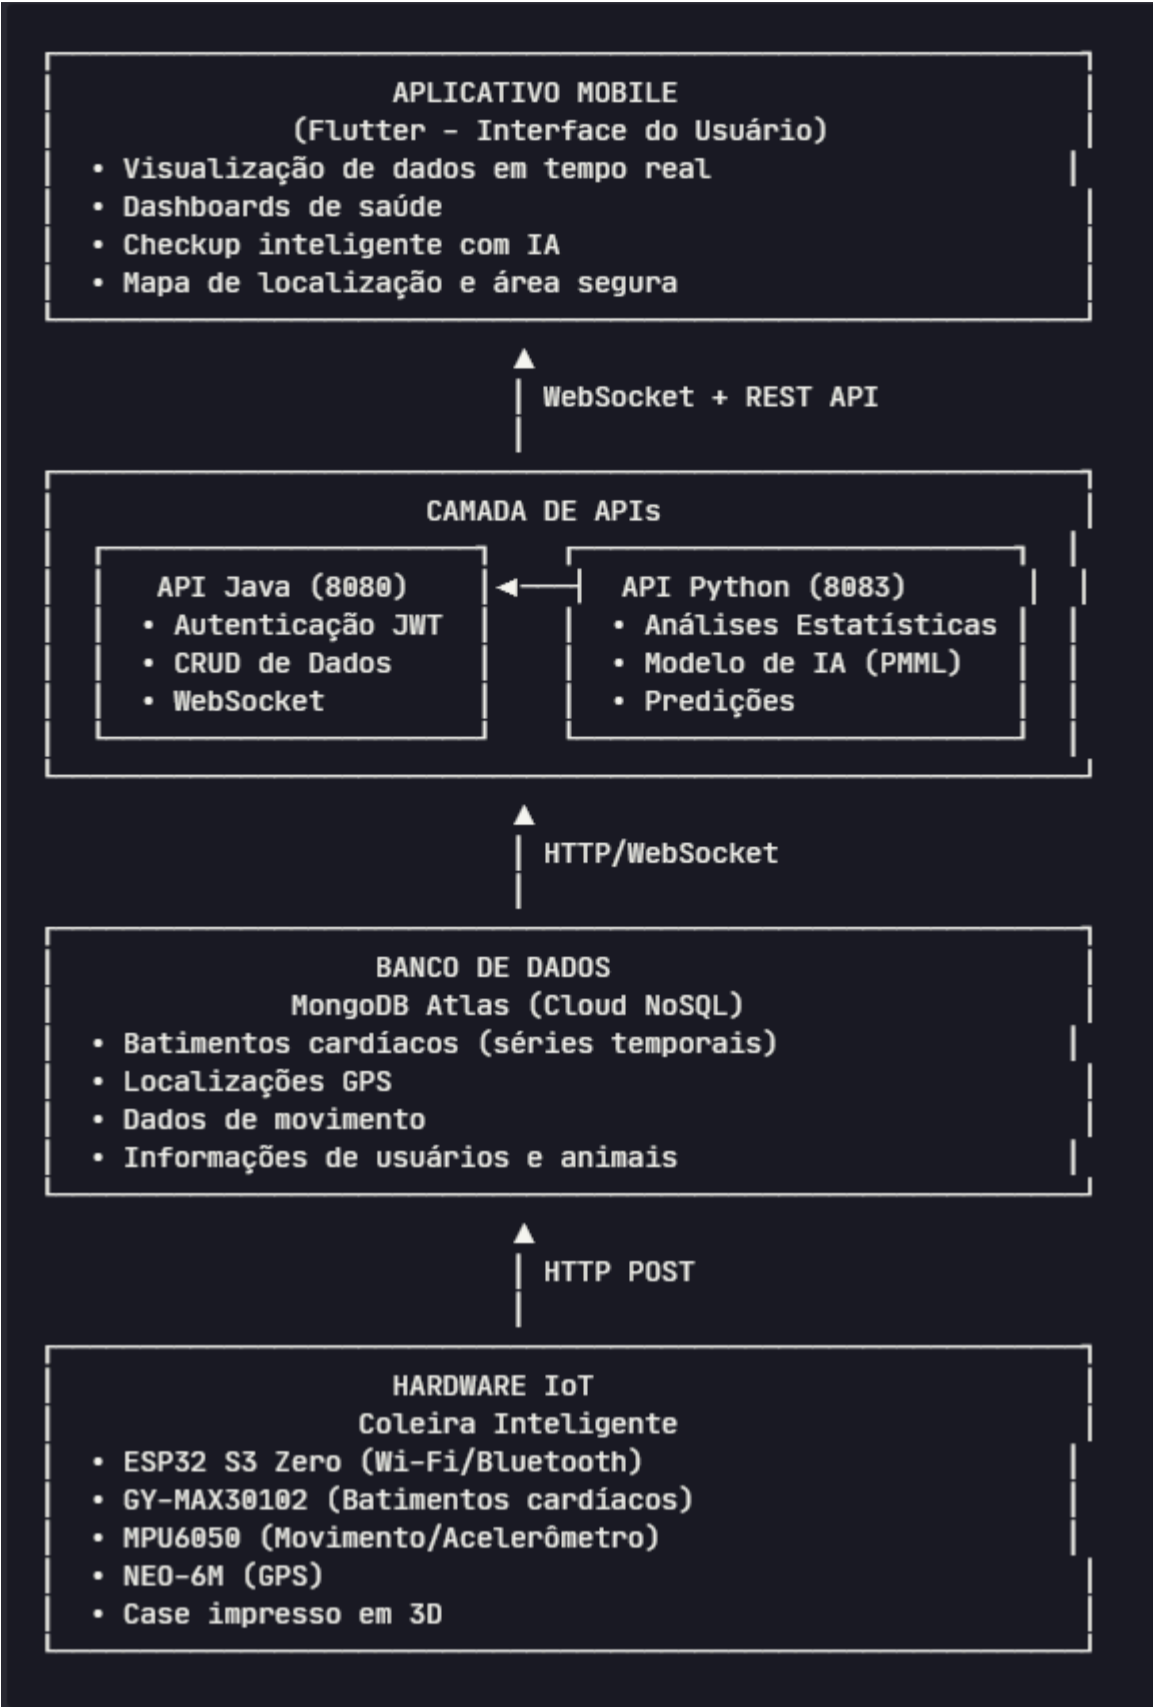 APLICATIVO MOBILE
(Flutter - Interface do Usuário)
• Visualização de dados em tempo real
• Dashboards de saúde
• Checkup inteligente com IA
• Mapa de localização e área segura
WebSocket + REST API
CAMADA DE APIs
API Java (8080)
• Autenticação JWT
• CRUD de Dados
• WebSocket
API Python (8083)
• Análises Estatísticas
• Modelo de IA (PMML)
• Predições
HTTP/WebSocket
BANCO DE DADOS
MongoDB Atlas (Cloud NoSQL)
• Batimentos cardíacos (séries temporais)
• Localizações GPS
• Dados de movimento
• Informações de usuários e animais
HTTP POST
HARDWARE IoT
Coleira Inteligente
• ESP32 S3 Zero (Wi-Fi/Bluetooth)
• GY-MAX30102 (Batimentos cardíacos)
• MPU6050 (Movimento/Acelerômetro)
• NEO-6M (GPS)
• Case impresso em 3D